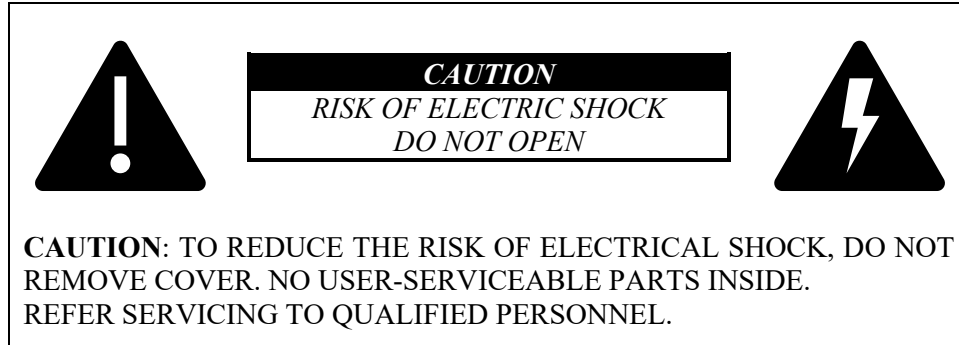 CAUTION
RISK OF ELECTRIC SHOCK
DO NOT OPEN
CAUTION: TO REDUCE THE RISK OF ELECTRICAL SHOCK, DO NOT
REMOVE COVER. NO USER-SERVICEABLE PARTS INSIDE.
REFER SERVICING TO QUALIFIED PERSONNEL.